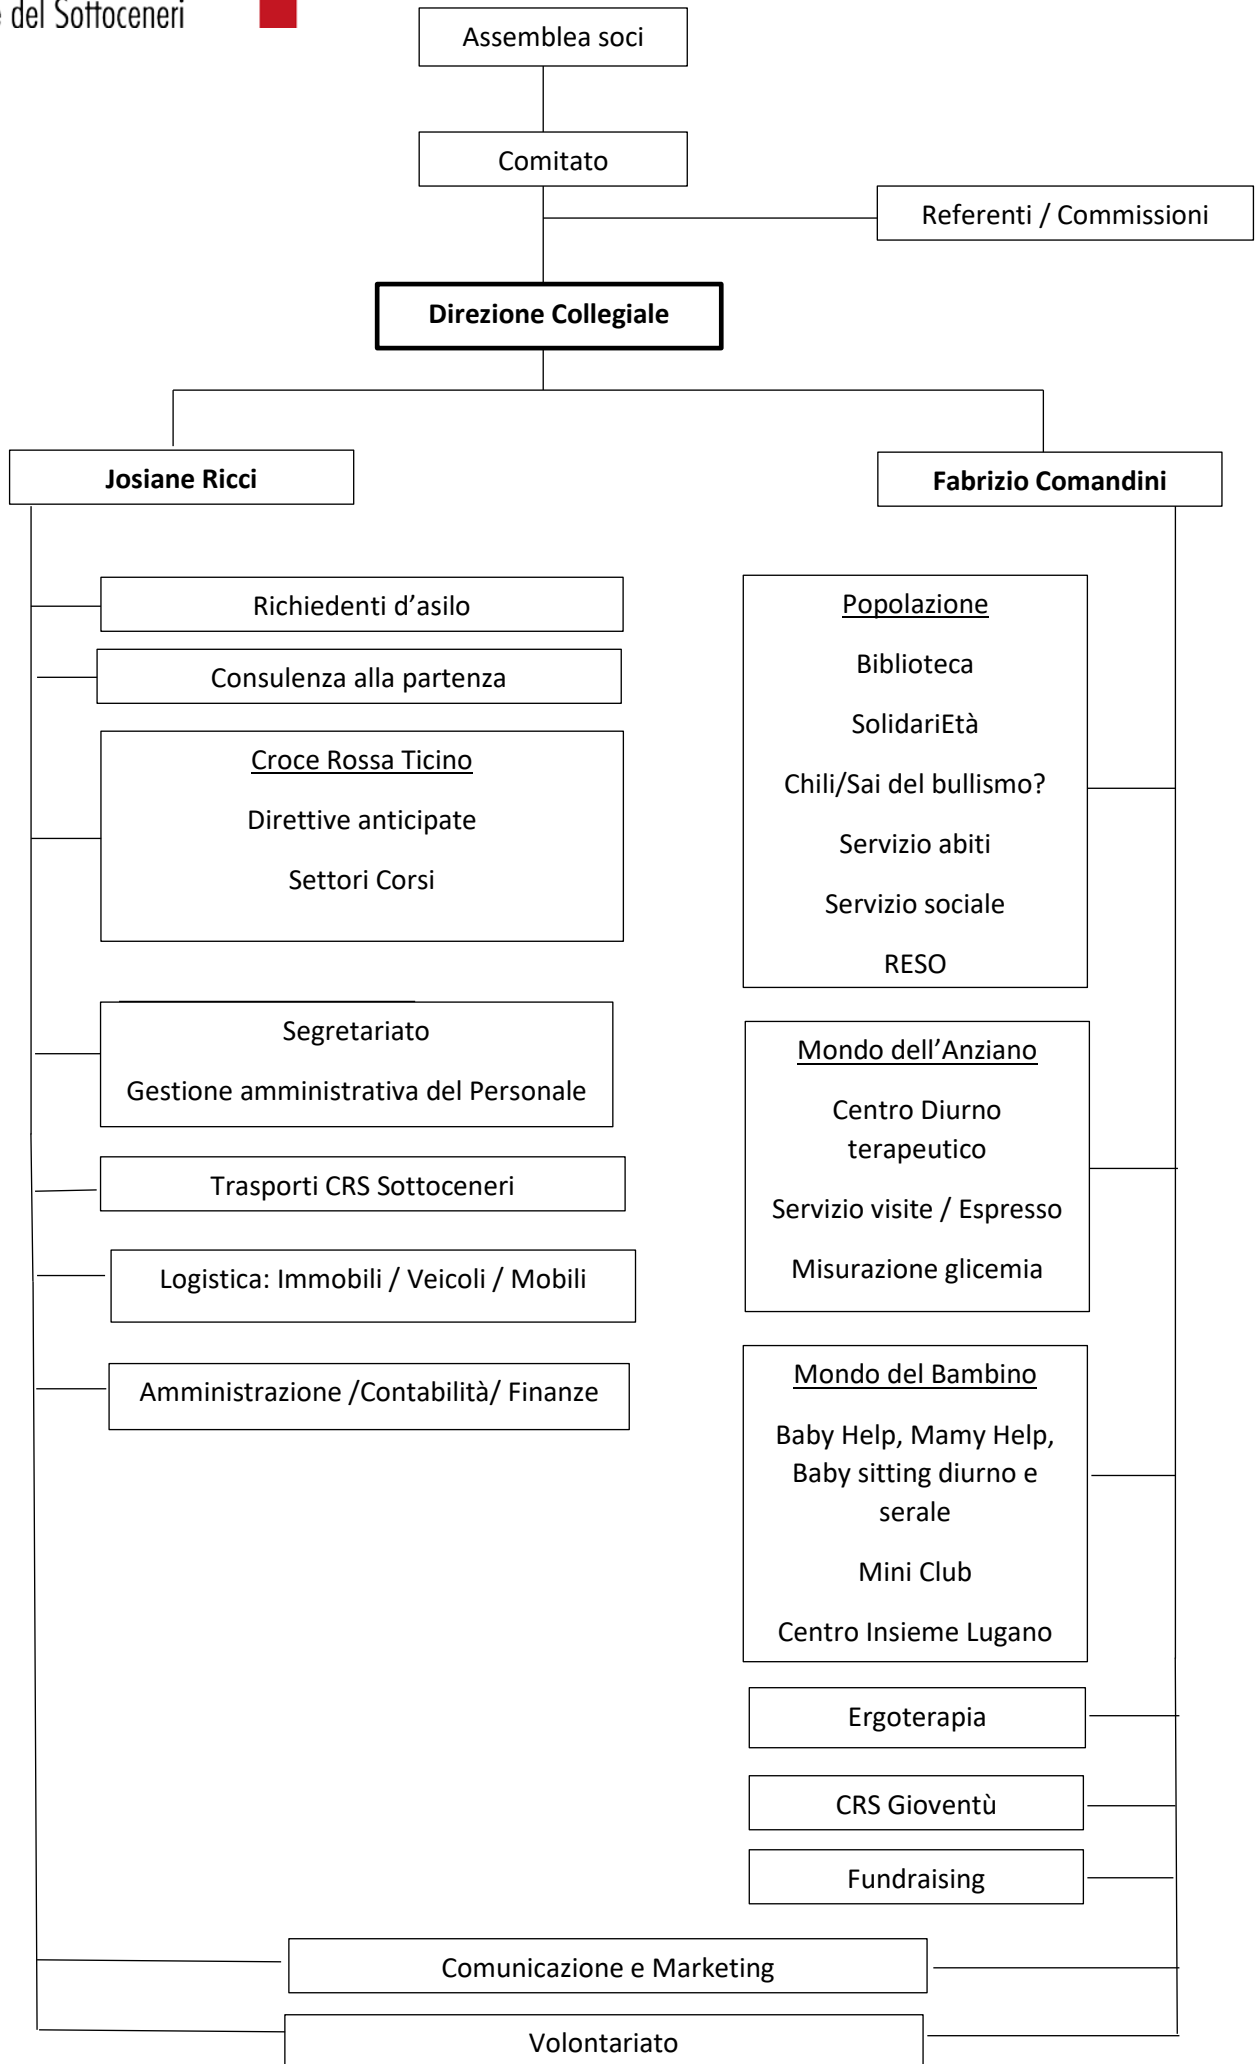 del Sottoceneri
Assemblea soci
Comitato
Referenti / Commissioni
Direzione Collegiale
Josiane Ricci
Fabrizio Comandini
Richiedenti d’asilo
Consulenza alla partenza
Croce Rossa Ticino
Direttive anticipate
Settori Corsi
Segretariato
Gestione amministrativa del Personale
Trasporti CRS Sottoceneri
Logistica: Immobili / Veicoli / Mobili
Amministrazione /Contabilità/ Finanze
Popolazione
Biblioteca
SolidariEtà
Chili/Sai del bullismo?
Servizio abiti
Servizio sociale
RESO
Mondo dell’Anziano
Centro Diurno
terapeutico
Servizio visite / Espresso
Misurazione glicemia
Mondo del Bambino
Baby Help, Mamy Help,
Baby sitting diurno e
serale
Mini Club
Centro Insieme Lugano
Ergoterapia
CRS Gioventù
Fundraising
Comunicazione e Marketing
Volontariato